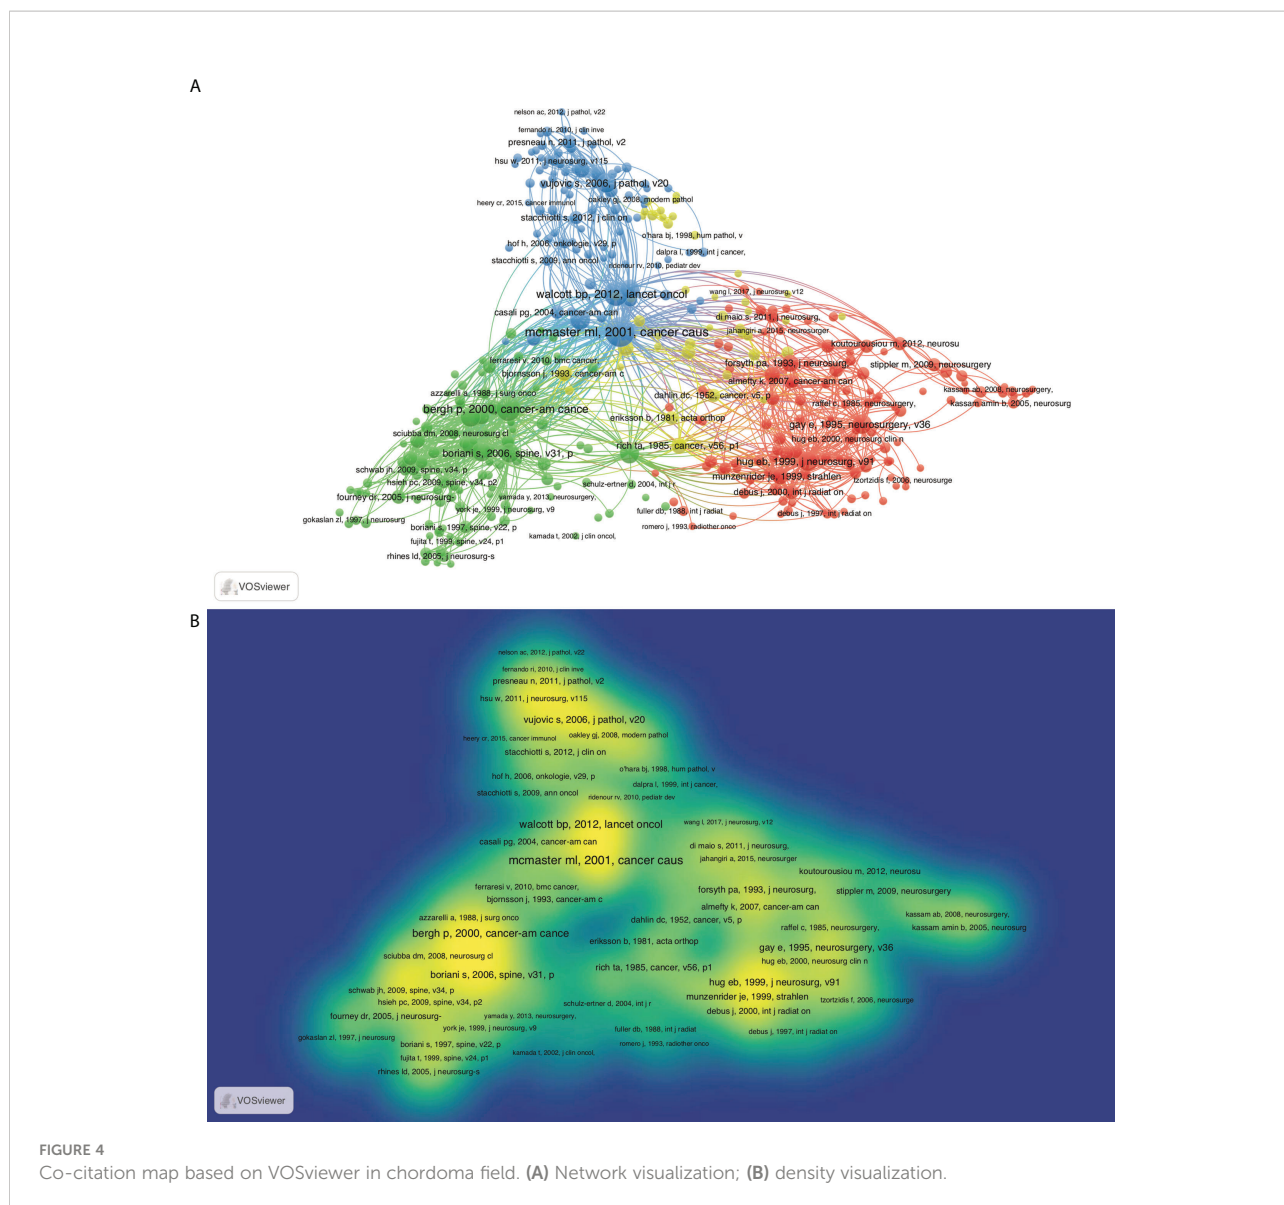 A
nelson ac, 2012, j pathol, v22
fernando ri, 2010, j clin inve
presneau n, 2011, j pathol, v2
hsu w, 2011, j neurosurg, v115
vujovic s, 2006, j pathol, v20
oakley gj, 2008, modern pathol
heery cr, 2015, cancer immunol
stacchiotti s, 2012, j clin on
o'hara bj, 1998, hum pathol, v
hof h, 2006, onkologie, v29, p
dalpra l, 1999, int j cancer,
stacchiotti s, 2009, ann oncol
ridenour rv, 2010, pediatr dev
walcott bp, 2012, lancet oncol
wang l, 2017, j neurosurg, v12
casali pg, 2004, cancer-am can
di maio s, 2011, j neurosurg,
mcmaster ml, 2001, cancer caus
jahangiri a, 2015, neurosurger
koutourousiou m, 2012, neurosu
ferraresi v, 2010, bmc cancer,
forsyth pa, 1993, j neurosurg,
stippler m, 2009, neurosurgery
bjornsson j, 1993, cancer-am c
almefty k, 2007, cancer-am can
kassam ab, 2008, neurosurgery,
azzarelli a, 1988, j surg onco
dahlin dc, 1952, cancer, v5, p
raffel c, 1985, neurosurgery,
kassam amin b, 2005, neurosurg
bergh p, 2000, cancer-am cance
eriksson b, 1981, acta orthop
gay e, 1995, neurosurgery, v36
sciubba dm, 2008, neurosurg cl
hug eb, 2000, neurosurg clin n
rich ta, 1985, cancer, v56, p1
boriani s, 2006, spine, v31, p
hug eb, 1999, j neurosurg, v91
schwab jh, 2009, spine, v34, p
munzenrider je, 1999, strahlen
hsieh pc, 2009, spine, v34, p2
schulz-ertner d, 2004, int j r
tzortzidis f, 2006, neurosurge
debus j, 2000, int j radiat on
fourney dr, 2005, j neurosurg-
yamada y, 2013, neurosurgery,
york je, 1999, j neurosurg, v9
fuller db, 1988, int j radiat
debus j, 1997, int j radiat on
gokaslan zl, 1997, j neurosurg
boriani s, 1997, spine, v22, p
romero j, 1993, radiother onco
kamada t, 2002, j clin oncol,
fujita t, 1999, spine, v24, p1
rhines ld, 2005, j neurosurg-s
VOSviewer
B
nelson ac, 2012, j pathol, v22
fernando ri, 2010, j clin inve
presneau n, 2011, j pathol, v2
hsu w, 2011, j neurosurg, v115
vujovic s, 2006, j pathol, v20
oakley gj, 2008, modern pathol
heery cr, 2015, cancer immunol
stacchiotti s, 2012, j clin on
o'hara bj, 1998, hum pathol, v
hof h, 2006, onkologie, v29, p
dalpra l, 1999, int j cancer,
stacchiotti s, 2009, ann oncol
ridenour rv, 2010, pediatr dev
walcott bp, 2012, lancet oncol
wang l, 2017, j neurosurg, v12
casali pg, 2004, cancer-am can
di maio s, 2011, j neurosurg,
mcmaster ml, 2001, cancer caus
jahangiri a, 2015, neurosurger
koutourousiou m, 2012, neurosu
ferraresi v, 2010, bmc cancer,
forsyth pa, 1993, j neurosurg,
stippler m, 2009, neurosurgery
bjornsson j, 1993, cancer-am c
almefty k, 2007, cancer-am can
kassam ab, 2008, neurosurgery,
azzarelli a, 1988, j surg onco
dahlin dc, 1952, cancer, v5, p
raffel c, 1985, neurosurgery,
kassam amin b, 2005, neurosurg
bergh p, 2000, cancer-am cance
eriksson b, 1981, acta orthop
gay e, 1995, neurosurgery, v36
sciubba dm, 2008, neurosurg cl
hug eb, 2000, neurosurg clin n
rich ta, 1985, cancer, v56, p1
boriani s, 2006, spine, v31, p
hug eb, 1999, j neurosurg, v91
schwab jh, 2009, spine, v34, p
munzenrider je, 1999, strahlen
hsieh pc, 2009, spine, v34, p2
schulz-ertner d, 2004, int j r
tzortzidis f, 2006, neurosurge
debus j, 2000, int j radiat on
fourney dr, 2005, j neurosurg-
yamada y, 2013, neurosurgery,
york je, 1999, j neurosurg, v9
fuller db, 1988, int j radiat
debus j, 1997, int j radiat on
gokaslan zl, 1997, j neurosurg
boriani s, 1997, spine, v22, p
romero j, 1993, radiother onco
kamada t, 2002, j clin oncol,
fujita t, 1999, spine, v24, p1
rhines ld, 2005, j neurosurg-s
VOSviewer
FIGURE 4
Co-citation map based on VOSviewer in chordoma field. (A) Network visualization; (B) density visualization.